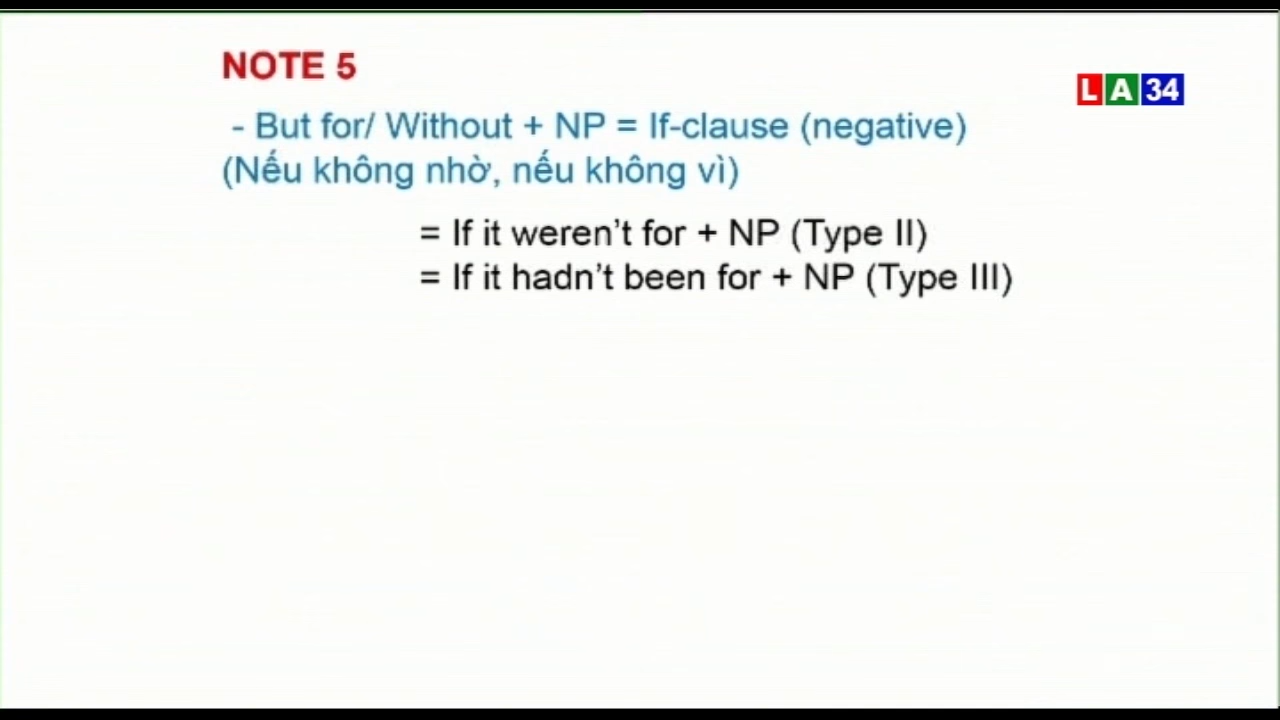 NOTE 5
LA34
- But for/ Without + NP = If-clause (negative)
(Nếu không nhờ, nếu không vì)
= If it weren’t for + NP (Type II)
= If it hadn’t been for + NP (Type III)